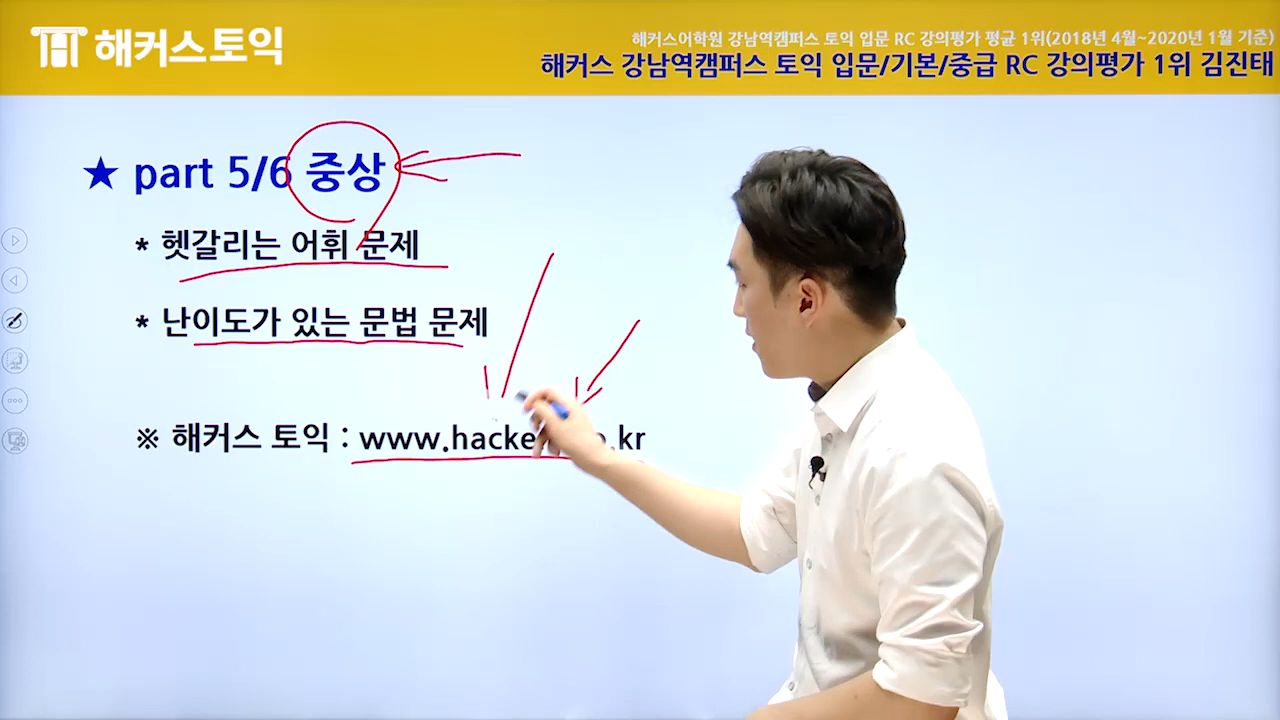 해커스토익
해커스어학원 강남역캠퍼스 토익 입문 RC 강의평가 평균 1위(2018년 4월~2020년 1월 기준)
해커스 강남역캠퍼스 토익 입문/기본/중급 RC 강의평가 1위 김진태
★ part 5/6 중상
* 헷갈리는 어휘 문제
* 난이도가 있는 문법 문제
※ 해커스 토익 : www.hacke .kr